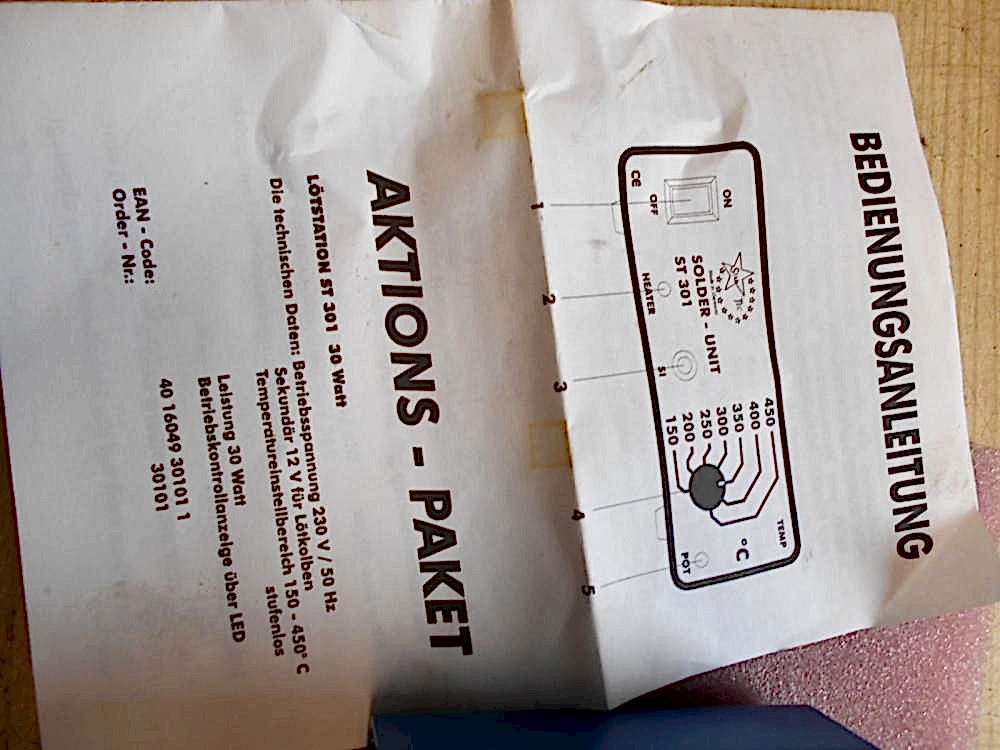 BEDIENUNGSANLEITUNG
ON
OFF
CE
SOLDER - UNIT
ST 301
HEATER
SI
450
400
350
300
250
200
150
TEMP
°C
POT
1
2
3
4
5
AKTIONS - PAKET
LÖTSTATION ST 301 30 Watt
Die technischen Daten: Betriebsspannung 230 V / 50 Hz
Sekundär 12 V für Lötkolben
Temperatureinstellbereich 150 - 450° C
stufenlos
Leistung 30 Watt
Betriebskontrollanzeige über LED
EAN - Code: 40 16049 30101 1
Order - Nr.: 30101